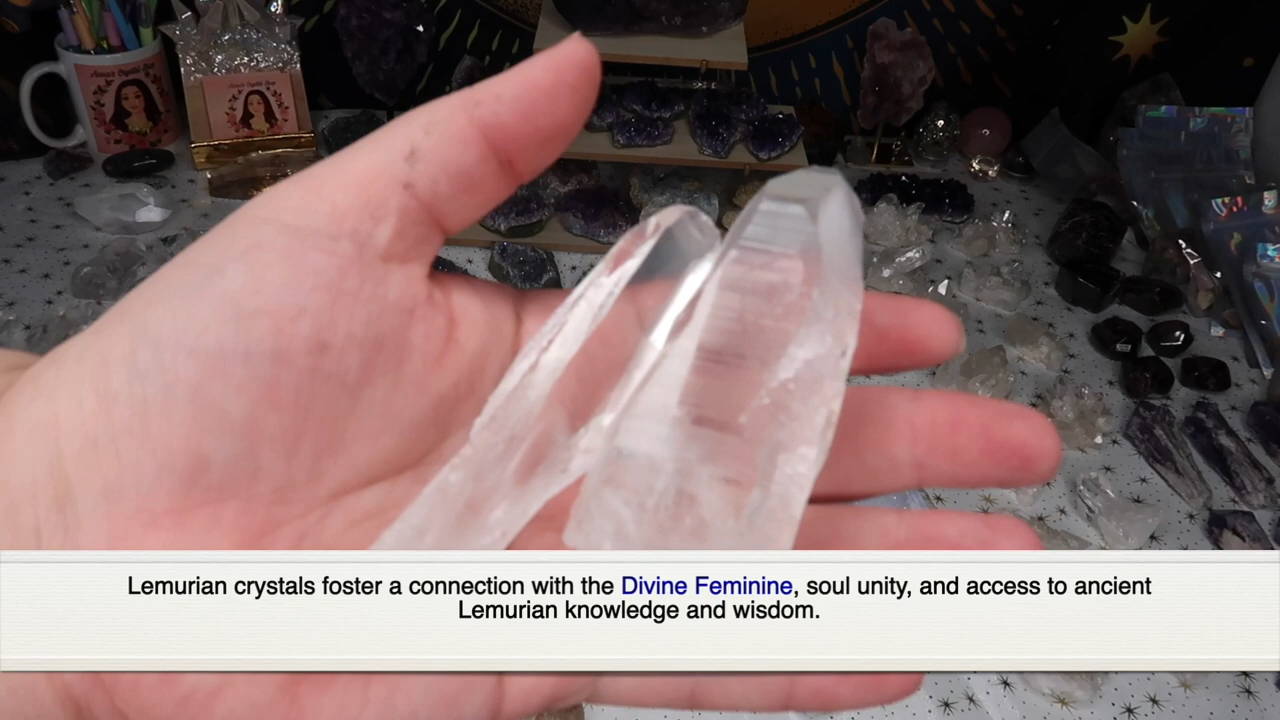 Lemurian crystals foster a connection with the Divine Feminine, soul unity, and access to ancient
Lemurian knowledge and wisdom.